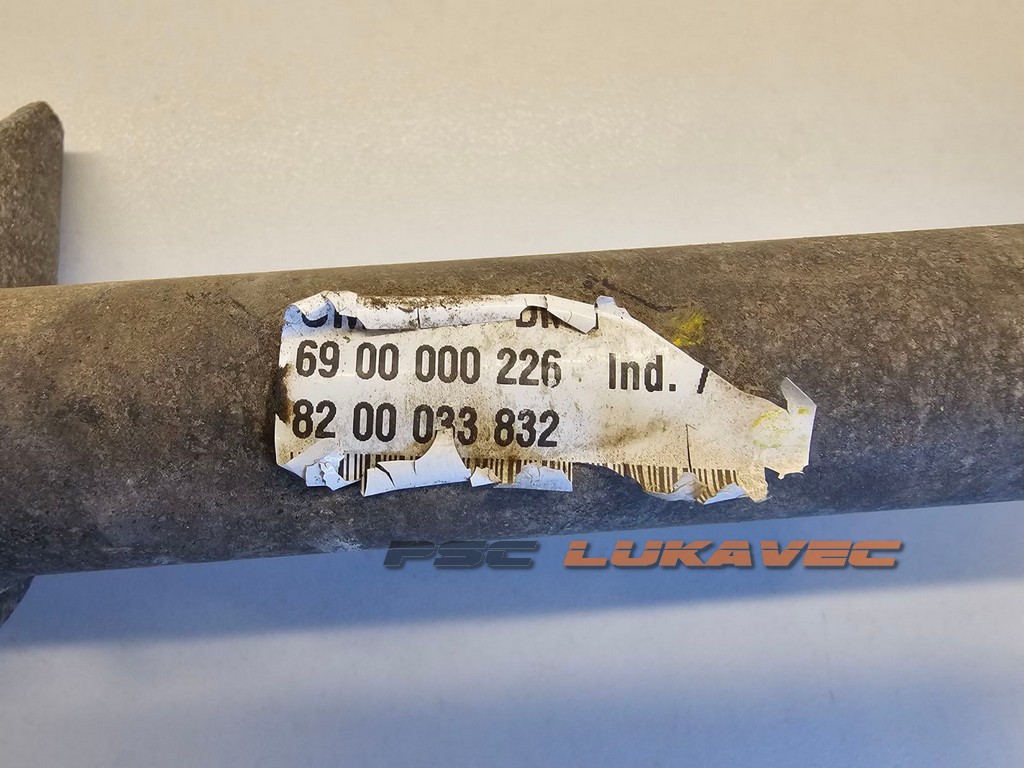 69 00 000 226 Ind. /
82 00 033 832
PSC LUKAVEC